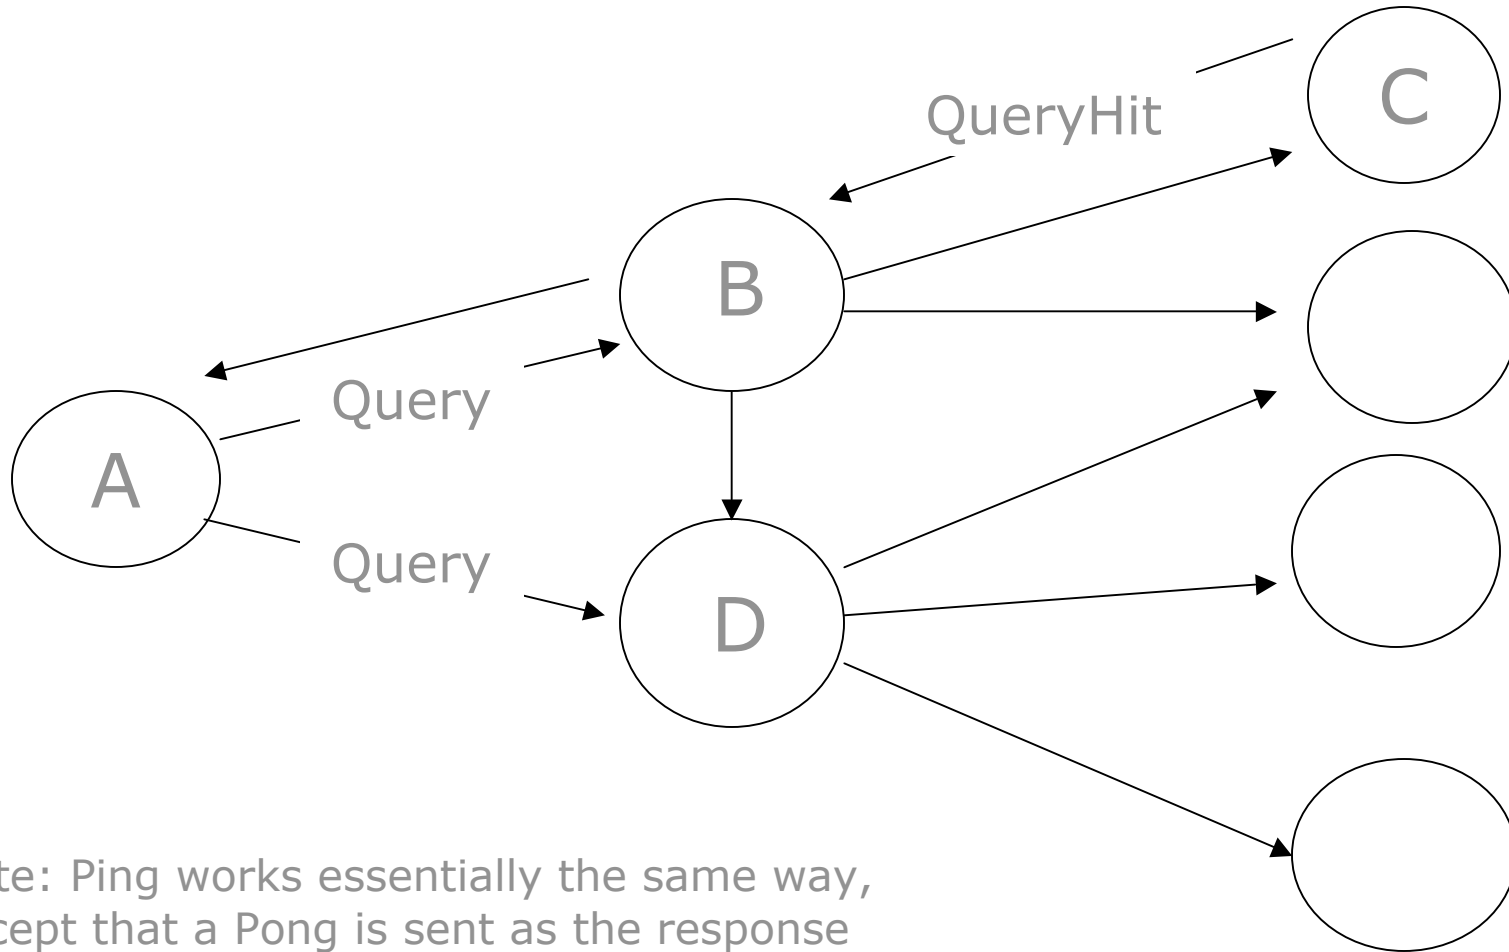 C
QueryHit
B
Query
A
Query
D
te: Ping works essentially the same way,
cept that a Pong is sent as the response